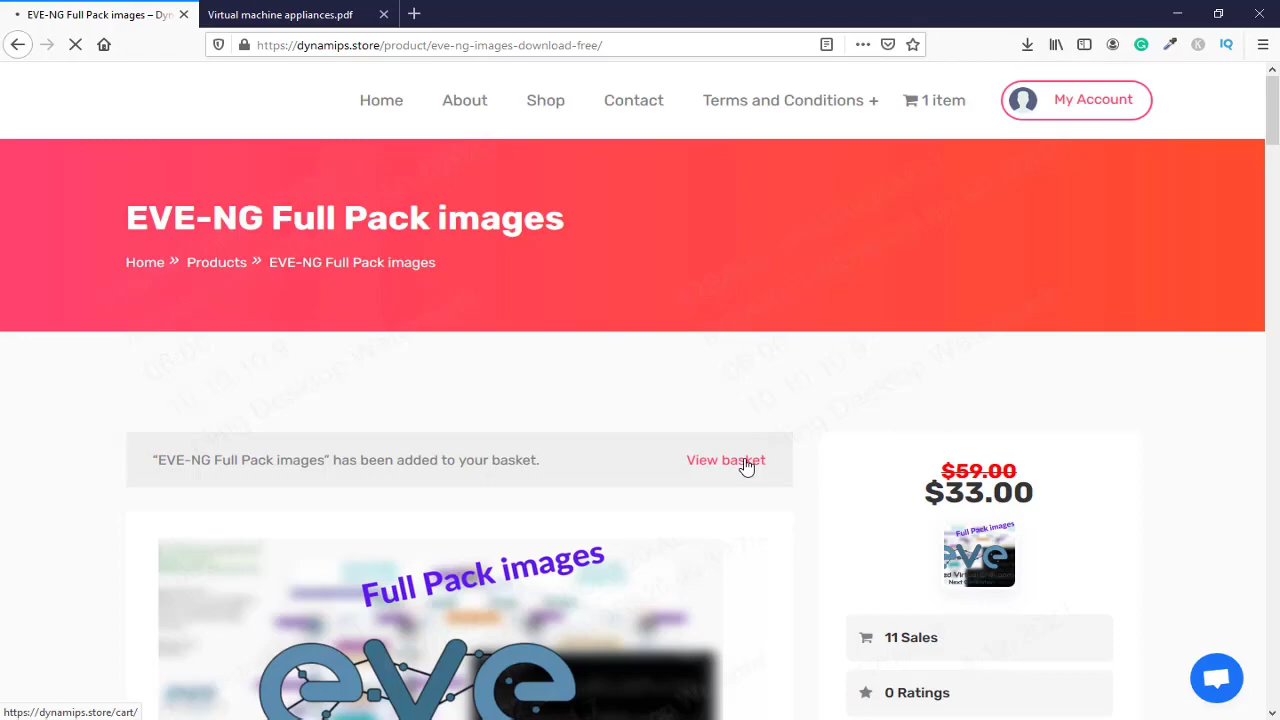 EVE-NG Full Pack images – Dyn
Virtual machine appliances.pdf
https://dynamips.store/product/eve-ng-images-download-free/
Home
About
Shop
Contact
Terms and Conditions +
1 item
My Account
EVE-NG Full Pack images
Home » Products » EVE-NG Full Pack images
“EVE-NG Full Pack images” has been added to your basket.
View basket
$59.00
$33.00
Full Pack images
eve
11 Sales
0 Ratings
Full Pack images
eve
https://dynamips.store/cart/